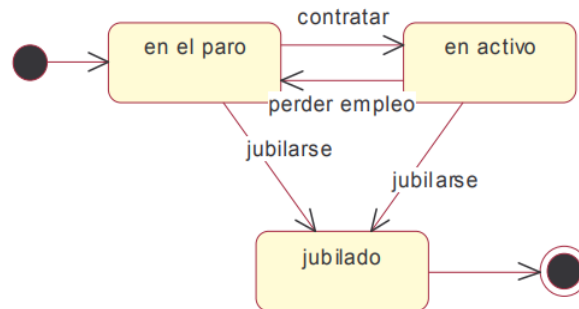 contratar
en el paro
en activo
perder empleo
jubilarse
jubilarse
jubilado